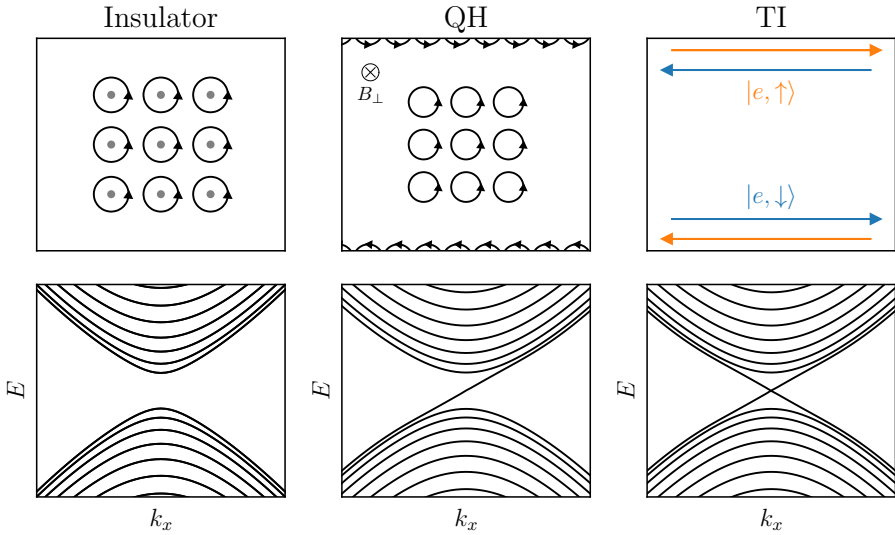 Insulator
QH
TI
⊗
B⊥
|e, ↑⟩
|e, ↓⟩
E
E
E
kₓ
kₓ
kₓ